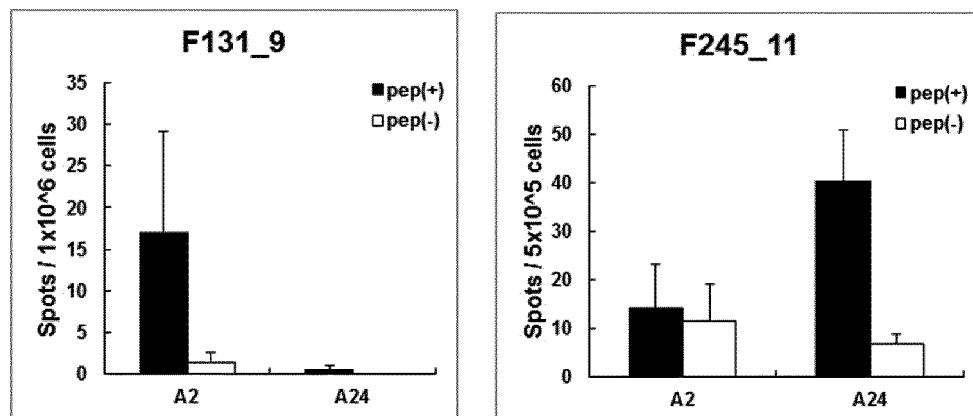 F131_9
pep(+)
pep(-)
Spots / 1x10^6 cells
35
30
25
20
15
10
5
0
A2
A24
F245_11
pep(+)
pep(-)
Spots / 5x10^5 cells
60
50
40
30
20
10
0
A2
A24